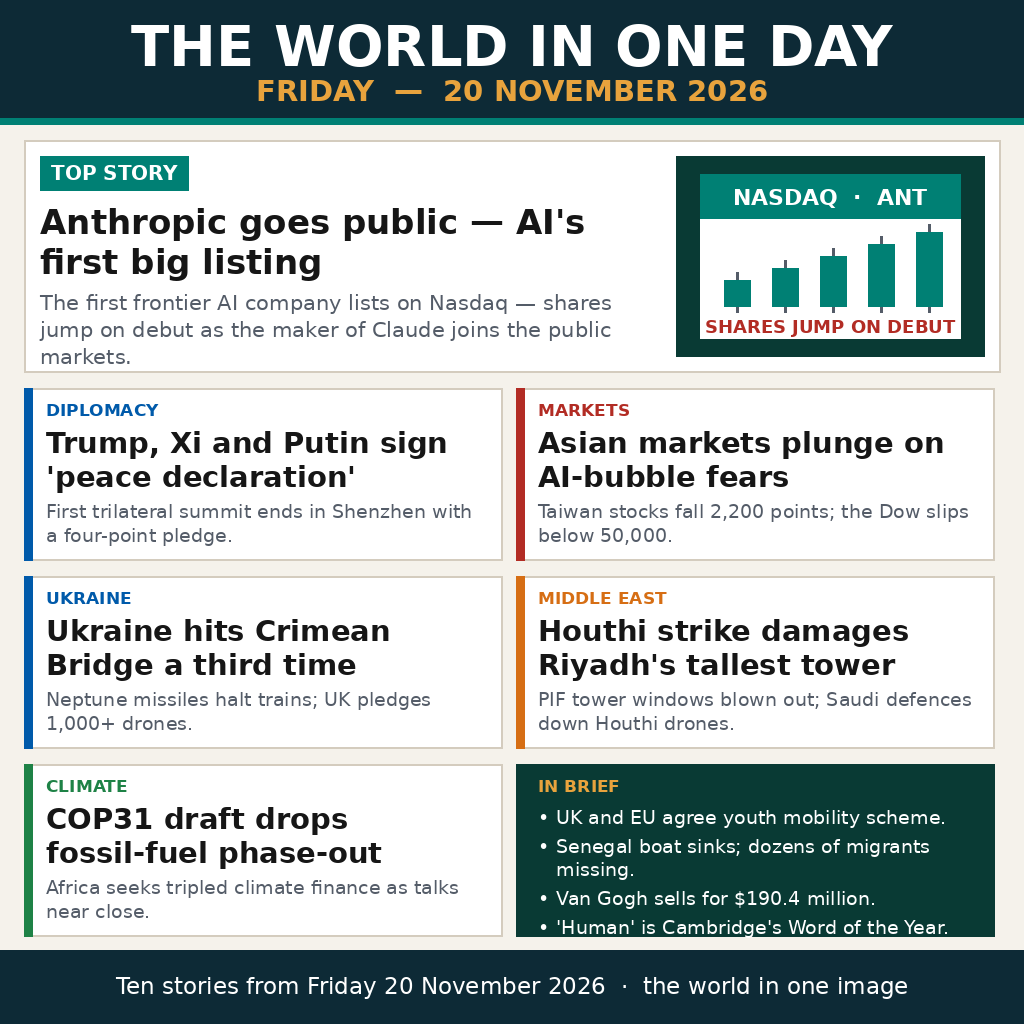 THE WORLD IN ONE DAY
FRIDAY — 20 NOVEMBER 2026
TOP STORY
Anthropic goes public — AI's
first big listing
The first frontier AI company lists on Nasdaq — shares
jump on debut as the maker of Claude joins the public
markets.
NASDAQ · ANT
SHARES JUMP ON DEBUT
DIPLOMACY
Trump, Xi and Putin sign
'peace declaration'
First trilateral summit ends in Shenzhen with
a four-point pledge.
MARKETS
Asian markets plunge on
AI-bubble fears
Taiwan stocks fall 2,200 points; the Dow slips
below 50,000.
UKRAINE
Ukraine hits Crimean
Bridge a third time
Neptune missiles halt trains; UK pledges
1,000+ drones.
MIDDLE EAST
Houthi strike damages
Riyadh's tallest tower
PIF tower windows blown out; Saudi defences
down Houthi drones.
CLIMATE
COP31 draft drops
fossil-fuel phase-out
Africa seeks tripled climate finance as talks
near close.
IN BRIEF
• UK and EU agree youth mobility scheme.
• Senegal boat sinks; dozens of migrants
missing.
• Van Gogh sells for $190.4 million.
• 'Human' is Cambridge's Word of the Year.
Ten stories from Friday 20 November 2026 · the world in one image